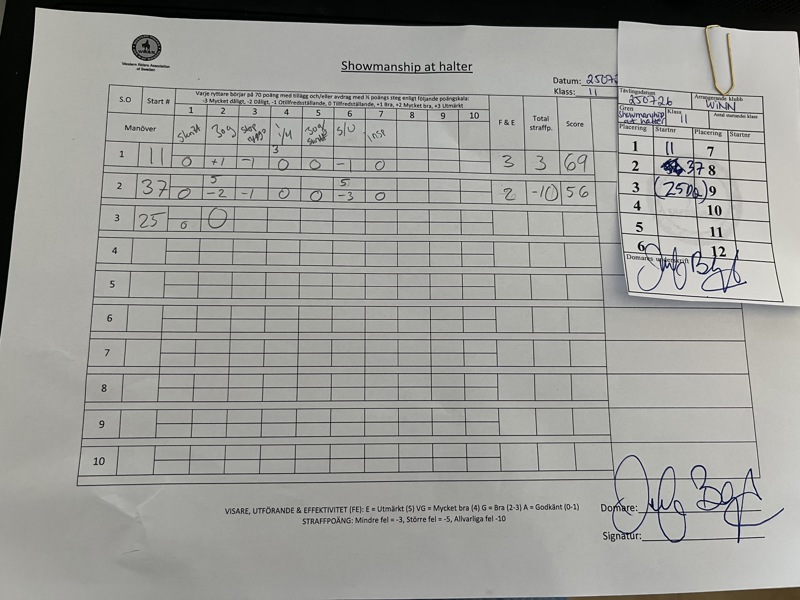 Western Riders Association
of Sweden
Showmanship at halter
Datum: 2507
Klass: 11
Varje ryttare börjar på 70 poäng med tillägg och/eller avdrag med ½ poängs steg enligt följande poängskala:
-3 Mycket dåligt, -2 Dåligt, -1 Otillfredsställande, 0 Tillfredsställande, +1 Bra, +2 Mycket bra, +3 Utmärkt
S.O Start # 1 2 3 4 5 6 7 8 9 10 F & E Total straffp. Score
Manöver
3
1 11 0 +1 -1 0 0 -1 0 3 3 69
5 5
2 37 0 -2 -1 0 0 -3 0 2 -10 56
3 25 0 0
4
5
6
7
8
9
10
VISARE, UTFÖRANDE & EFFEKTIVITET (FE): E = Utmärkt (5) VG = Mycket bra (4) G = Bra (2-3) A = Godkänt (0-1)
STRAFFPOÄNG: Mindre fel = -3, Större fel = -5, Allvarliga fel -10
Domare:
Signatur:
Tävlingsdatum Arrangerande klubb
250726 WINN
Gren Klass Antal startande i klass
Showmanship at halter 11
Placering Startnr Placering Startnr
1 11 7
2 37 8
3 (25DQ) 9
4 10
5 11
6 12
Domares underskrift